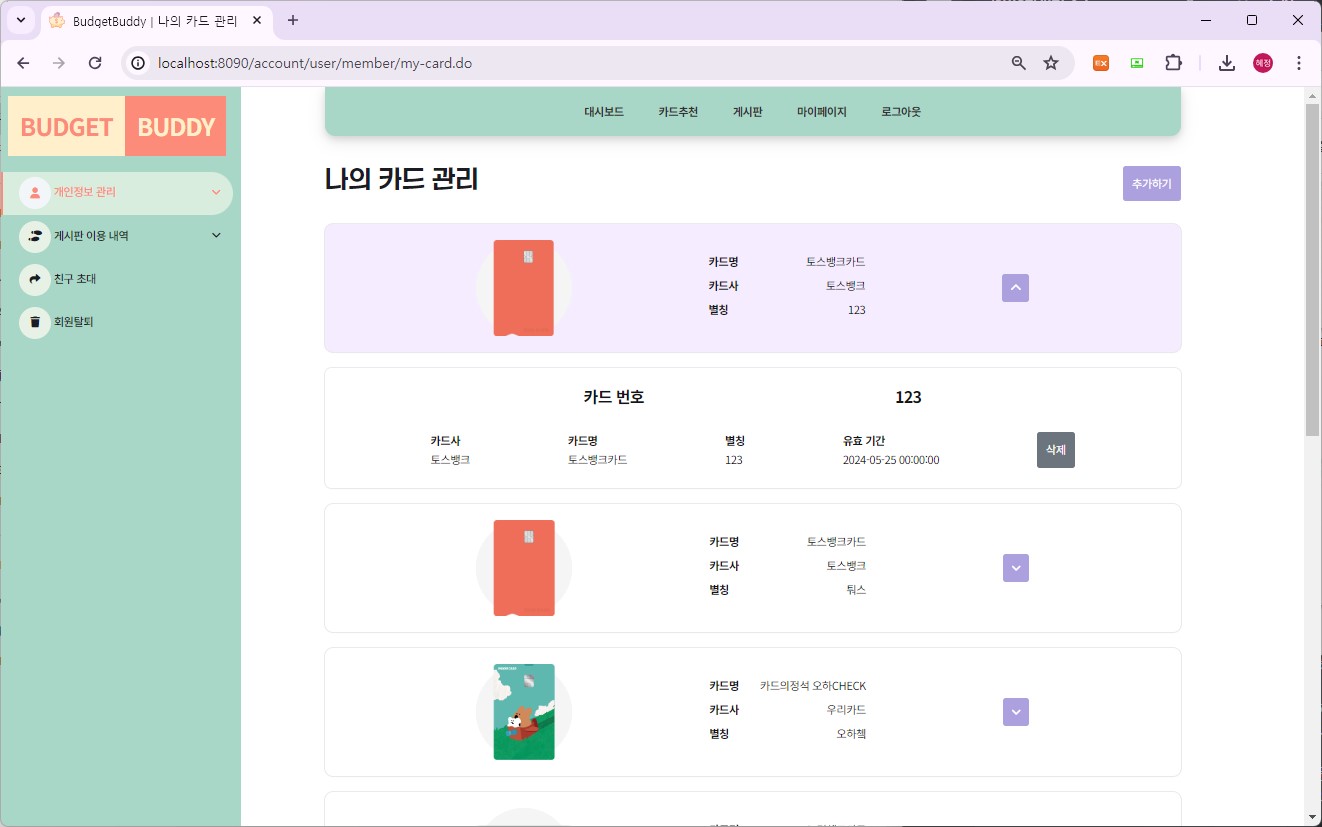 BudgetBuddy | 나의 카드 관리
localhost:8090/account/user/member/my-card.do
혜정
BUDGET BUDDY
대시보드 카드추천 게시판 마이페이지 로그아웃
개인정보 관리
게시판 이용 내역
친구 초대
회원탈퇴
나의 카드 관리
추가하기
카드명 토스뱅크카드
카드사 토스뱅크
별칭 123
카드 번호 123
카드사 카드명 별칭 유효 기간
토스뱅크 토스뱅크카드 123 2024-05-25 00:00:00
삭제
카드명 토스뱅크카드
카드사 토스뱅크
별칭 퉈스
카드명 카드의정석 오하CHECK
카드사 우리카드
별칭 오하첵